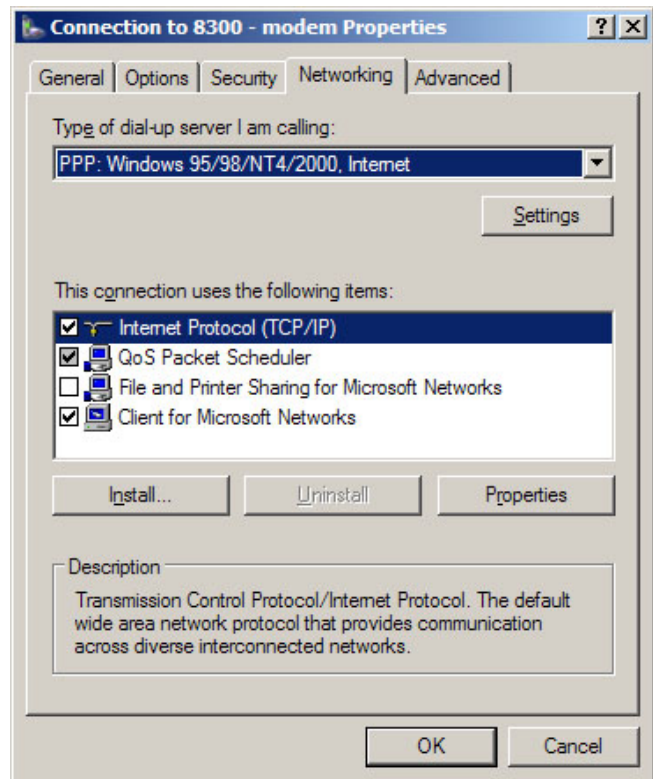 Connection to 8300 - modem Properties
General Options Security Networking Advanced
Type of dial-up server I am calling:
PPP: Windows 95/98/NT4/2000, Internet
Settings
This connection uses the following items:
Internet Protocol (TCP/IP)
QoS Packet Scheduler
File and Printer Sharing for Microsoft Networks
Client for Microsoft Networks
Install... Uninstall Properties
Description
Transmission Control Protocol/Internet Protocol. The default
wide area network protocol that provides communication
across diverse interconnected networks.
OK Cancel